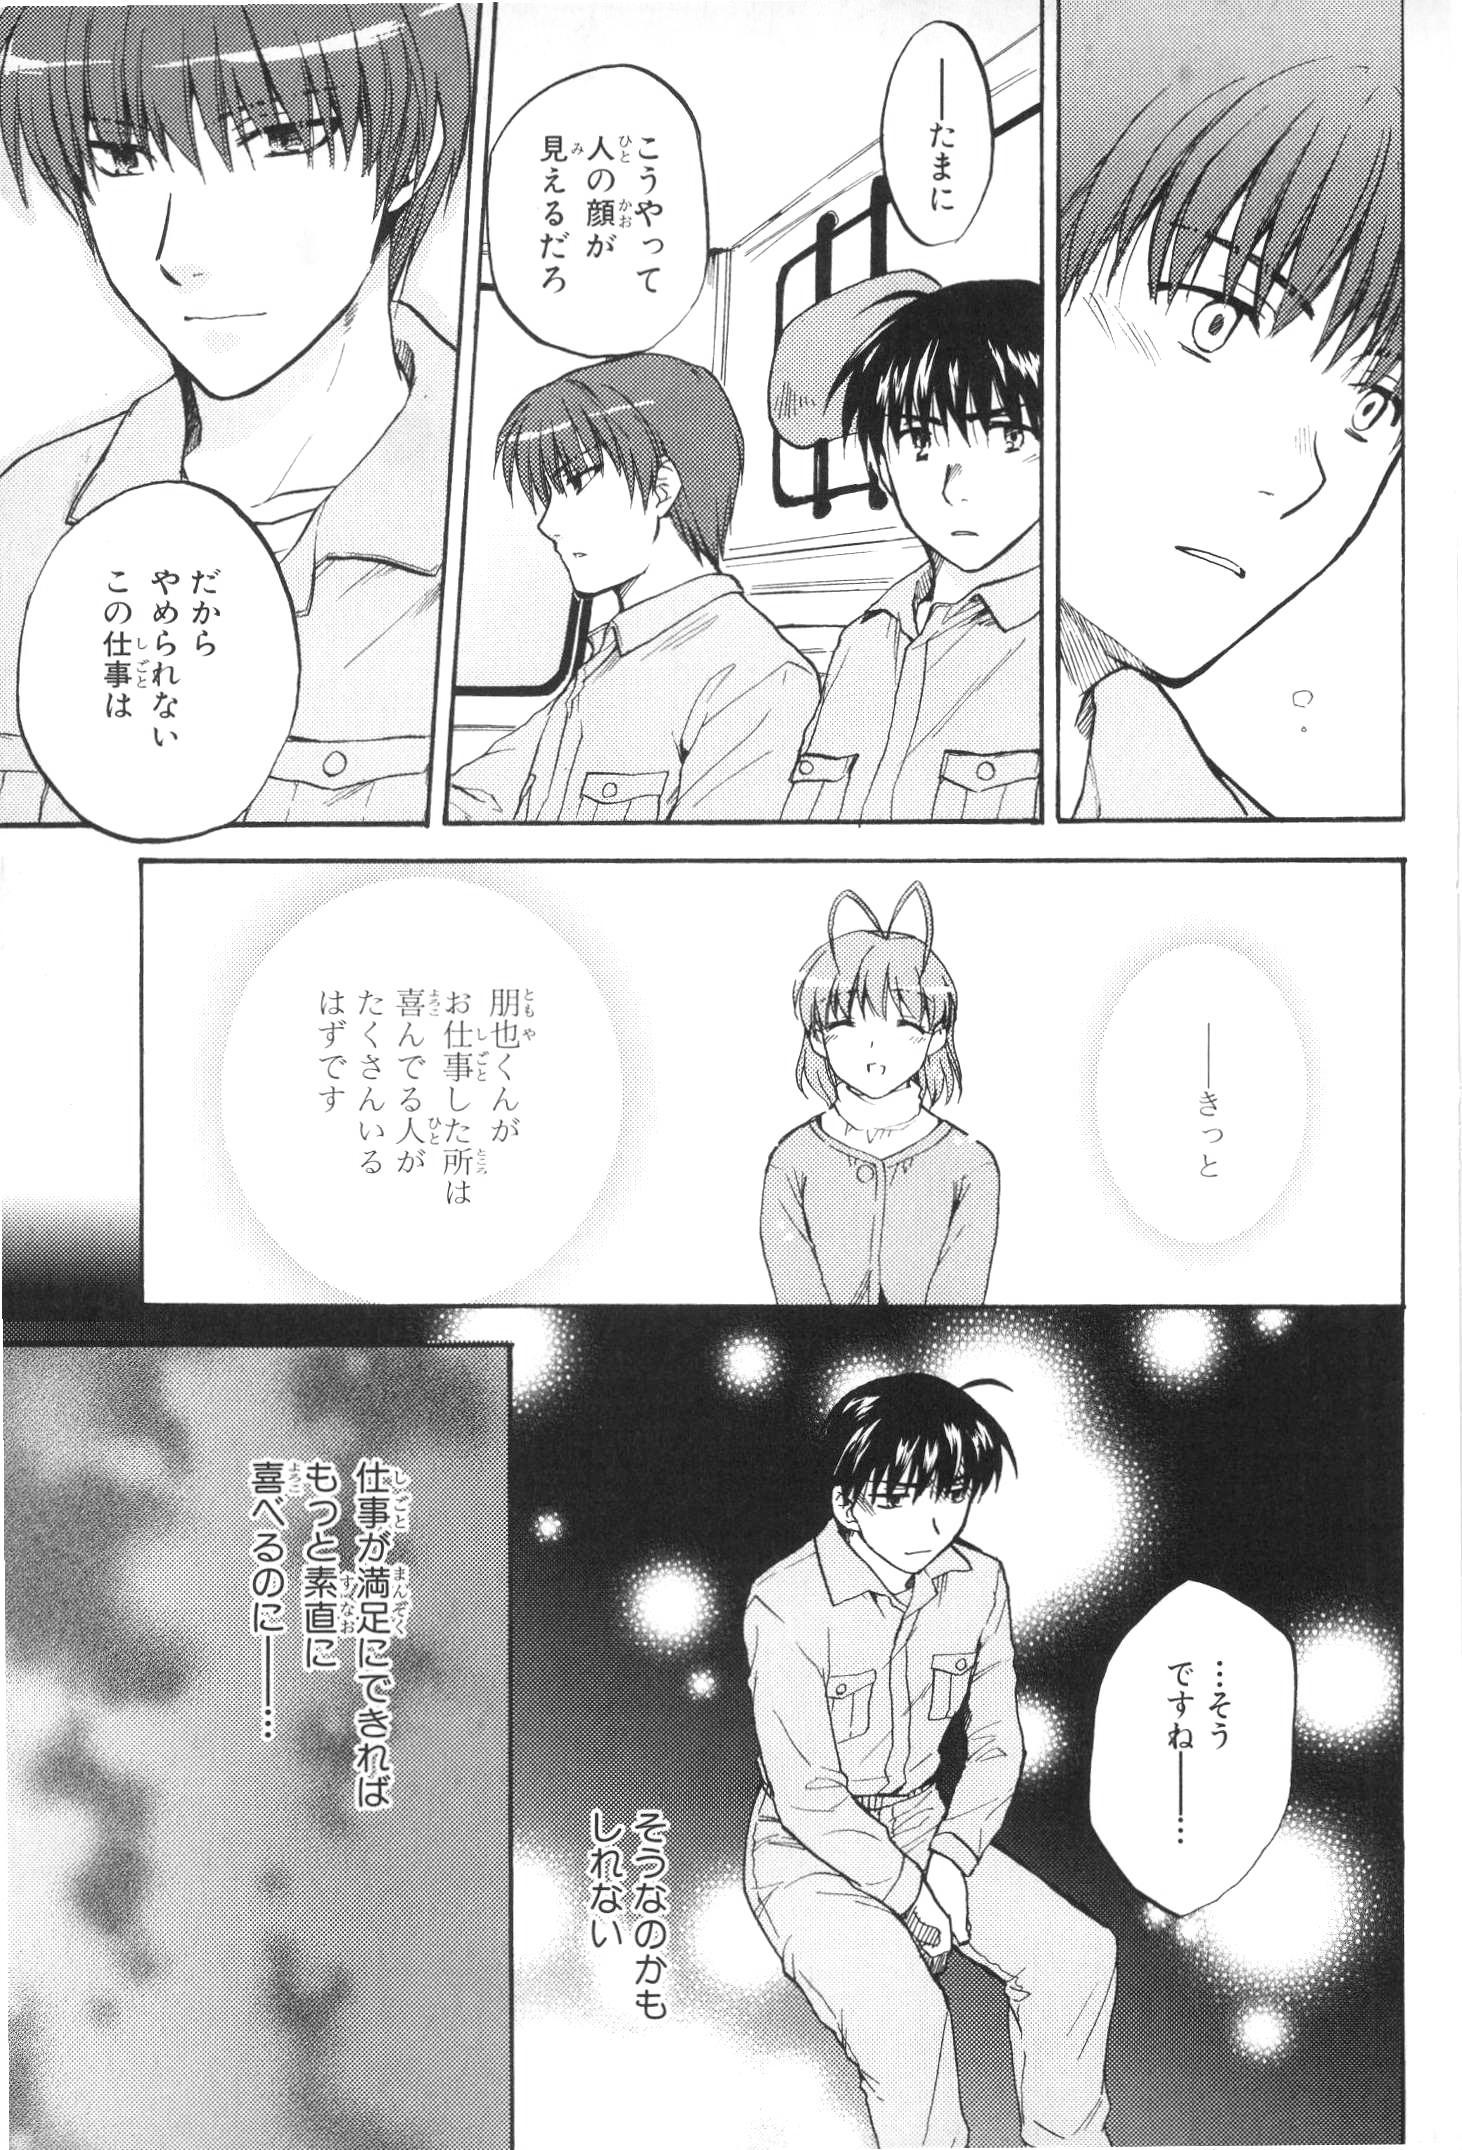 ――たまに
こうやって
人の顔が
見えるだろ
だから
やめられない
この仕事は
――きっと
朋也くんが
お仕事した所は
喜んでる人が
たくさんいる
はずです
…そう
ですね――…
そうなのかも
しれない
仕事が満足にできれば
もっと素直に
喜べるのに――…